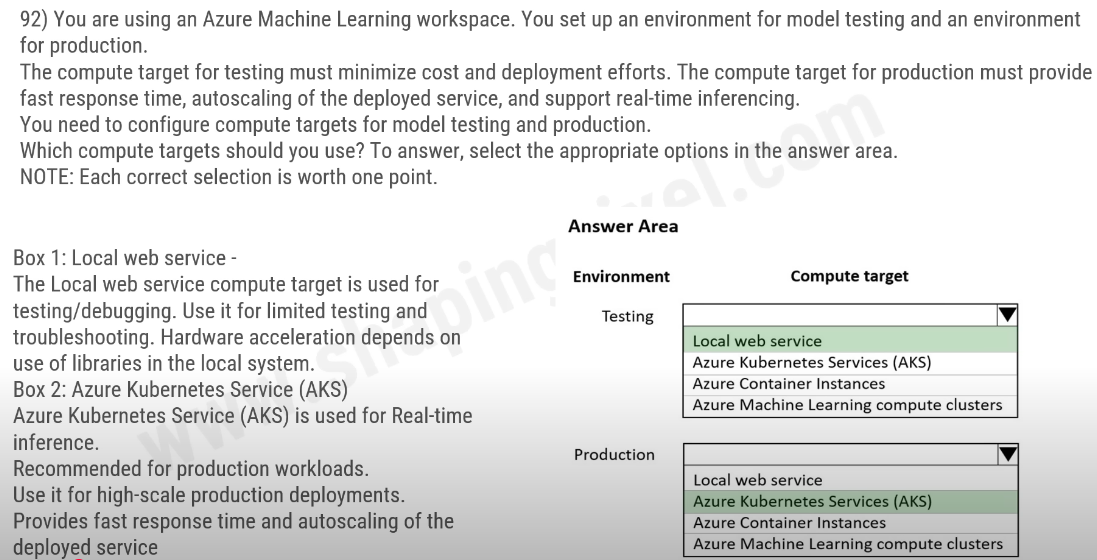 92) You are using an Azure Machine Learning workspace. You set up an environment for model testing and an environment
for production.
The compute target for testing must minimize cost and deployment efforts. The compute target for production must provide
fast response time, autoscaling of the deployed service, and support real-time inferencing.
You need to configure compute targets for model testing and production.
Which compute targets should you use? To answer, select the appropriate options in the answer area.
NOTE: Each correct selection is worth one point.
Box 1: Local web service -
The Local web service compute target is used for
testing/debugging. Use it for limited testing and
troubleshooting. Hardware acceleration depends on
use of libraries in the local system.
Box 2: Azure Kubernetes Service (AKS)
Azure Kubernetes Service (AKS) is used for Real-time
inference.
Recommended for production workloads.
Use it for high-scale production deployments.
Provides fast response time and autoscaling of the
deployed service
Answer Area
Environment Compute target
Testing
Local web service
Azure Kubernetes Services (AKS)
Azure Container Instances
Azure Machine Learning compute clusters
Production
Local web service
Azure Kubernetes Services (AKS)
Azure Container Instances
Azure Machine Learning compute clusters